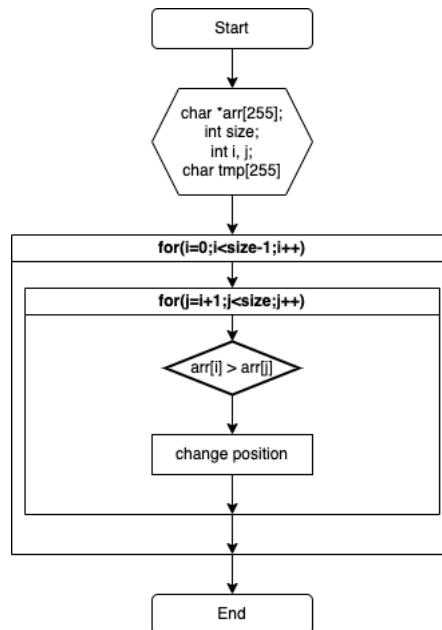 Start
char *arr[255];
int size;
int i, j;
char tmp[255]
for(i=0;i<size-1;i++)
for(j=i+1;j<size;j++)
arr[i] > arr[j]
change position
End